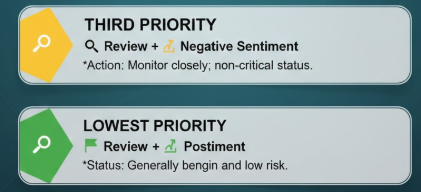 THIRD PRIORITY
Review + Negative Sentiment
*Action: Monitor closely; non-critical status.
LOWEST PRIORITY
Review + Postiment
*Status: Generally bengin and low risk.